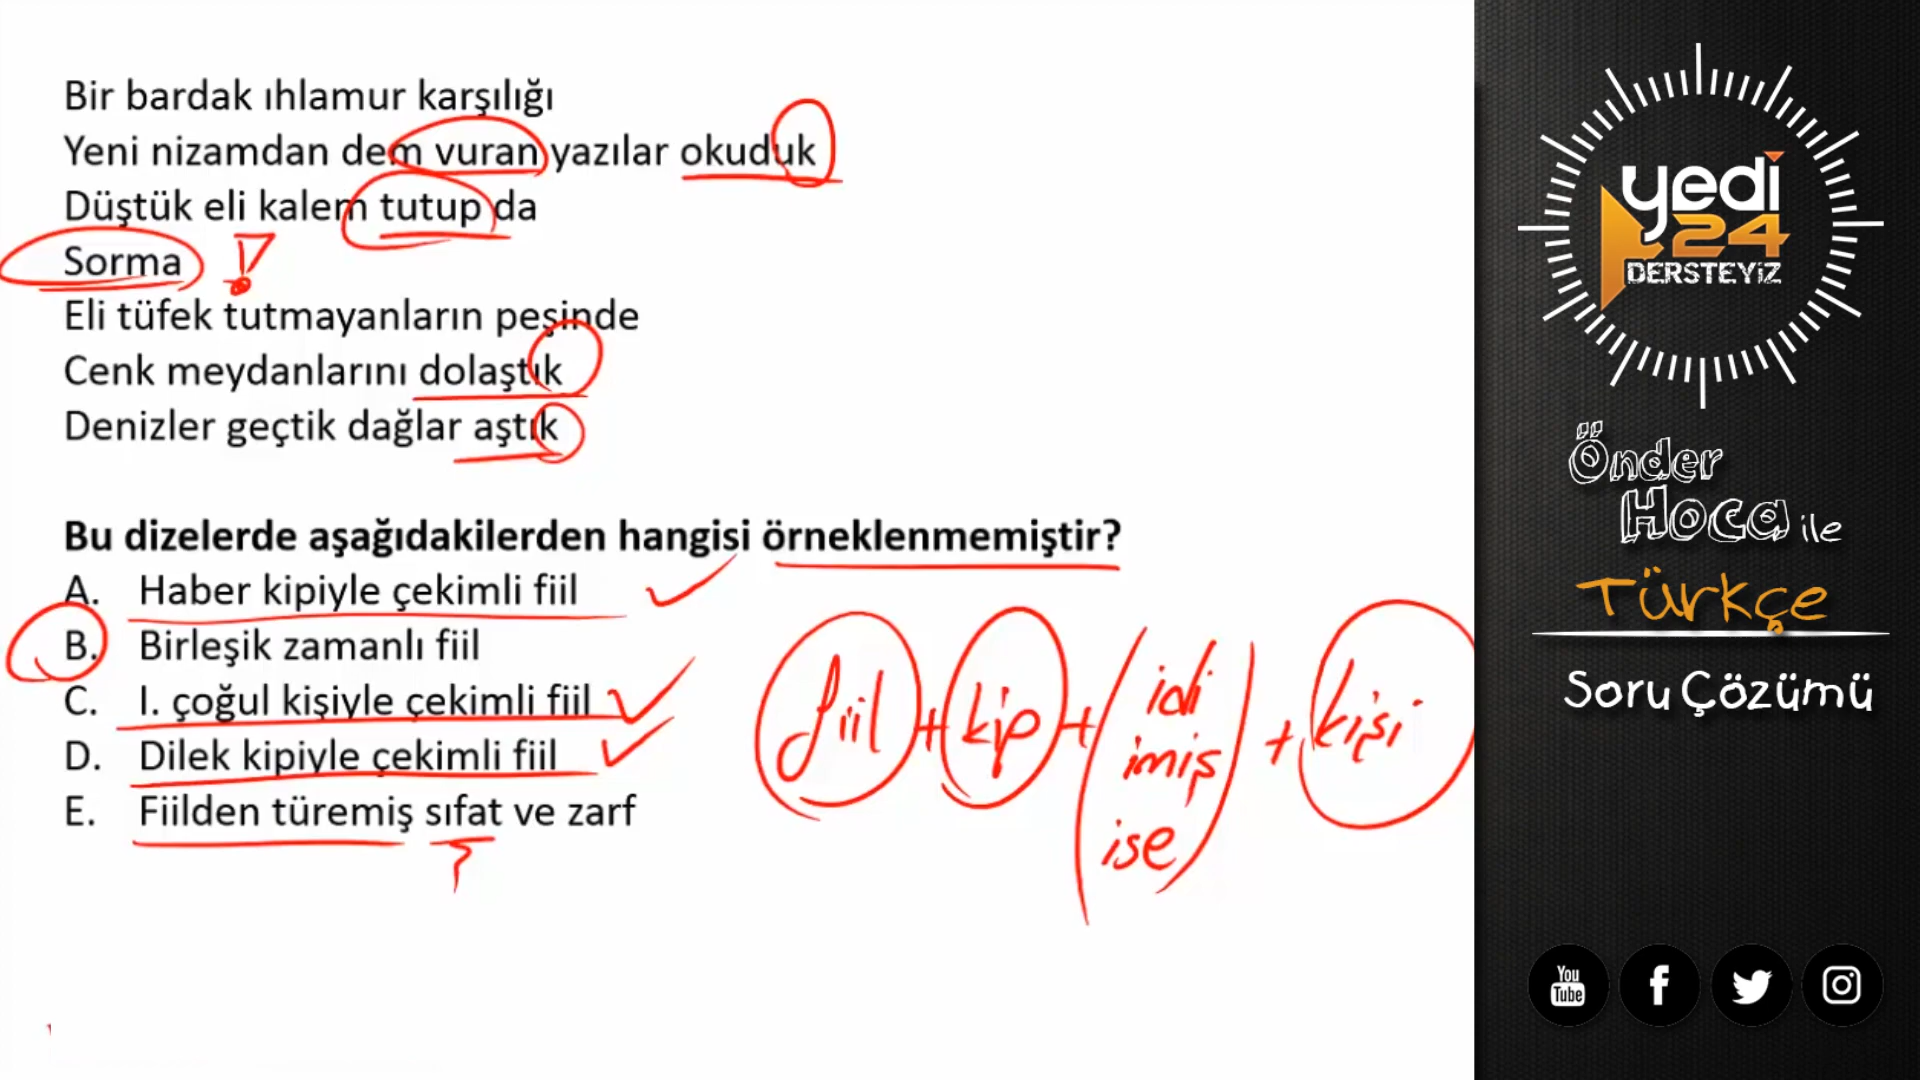 Bir bardak ıhlamur karşılığı
Yeni nizamdan dem vuran yazılar okuduk
Düştük eli kalem tutup da
Sorma
Eli tüfek tutmayanların peşinde
Cenk meydanlarını dolaştık
Denizler geçtik dağlar aştık
Bu dizelerde aşağıdakilerden hangisi örneklenmemiştir?
A. Haber kipiyle çekimli fiil
B. Birleşik zamanlı fiil
C. I. çoğul kişiyle çekimli fiil
D. Dilek kipiyle çekimli fiil
E. Fiilden türemiş sıfat ve zarf
fiil + kip + ( idi imiş ise ) + kişi
yedi
24
DERSTEYİZ
Önder
Hoca ile
Türkçe
Soru Çözümü
You
Tube